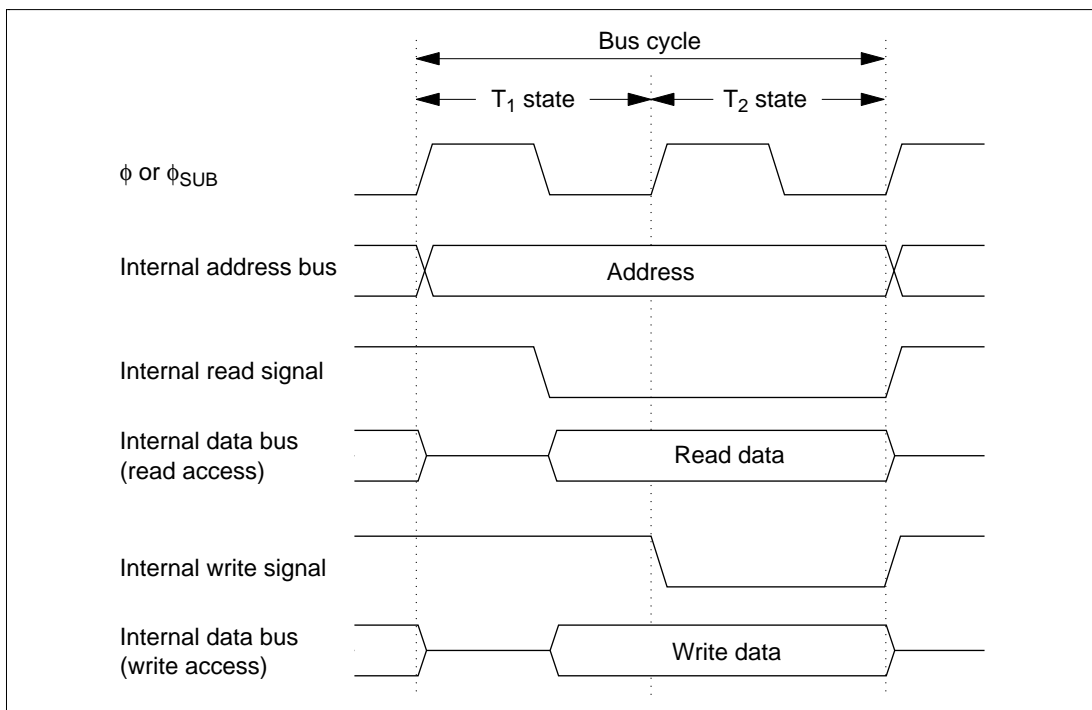 Bus cycle
T₁ state
T₂ state
ϕ or ϕSUB
Internal address bus
Address
Internal read signal
Internal data bus
(read access)
Read data
Internal write signal
Internal data bus
(write access)
Write data